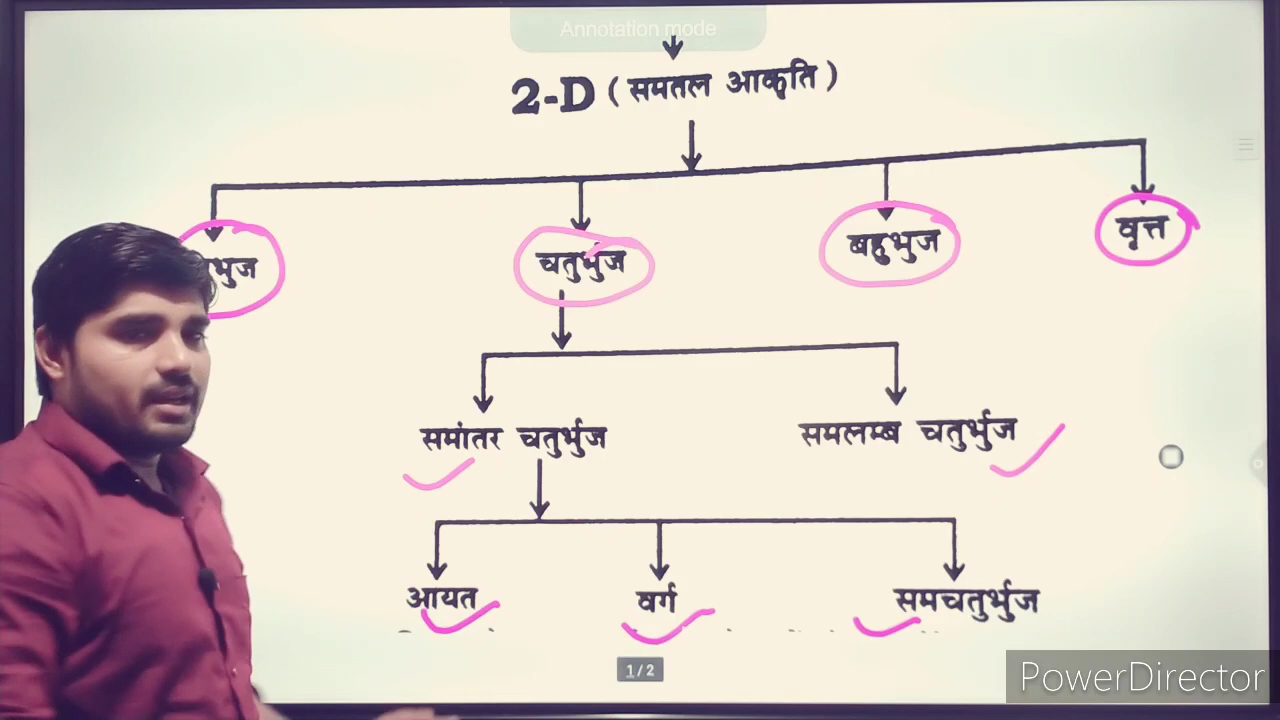 Annotation mode
2-D (समतल आकृति)
चतुर्भुज बहुभुज वृत्त
समांतर चतुर्भुज समलम्ब चतुर्भुज
आयत वर्ग समचतुर्भुज
1/2
PowerDirector